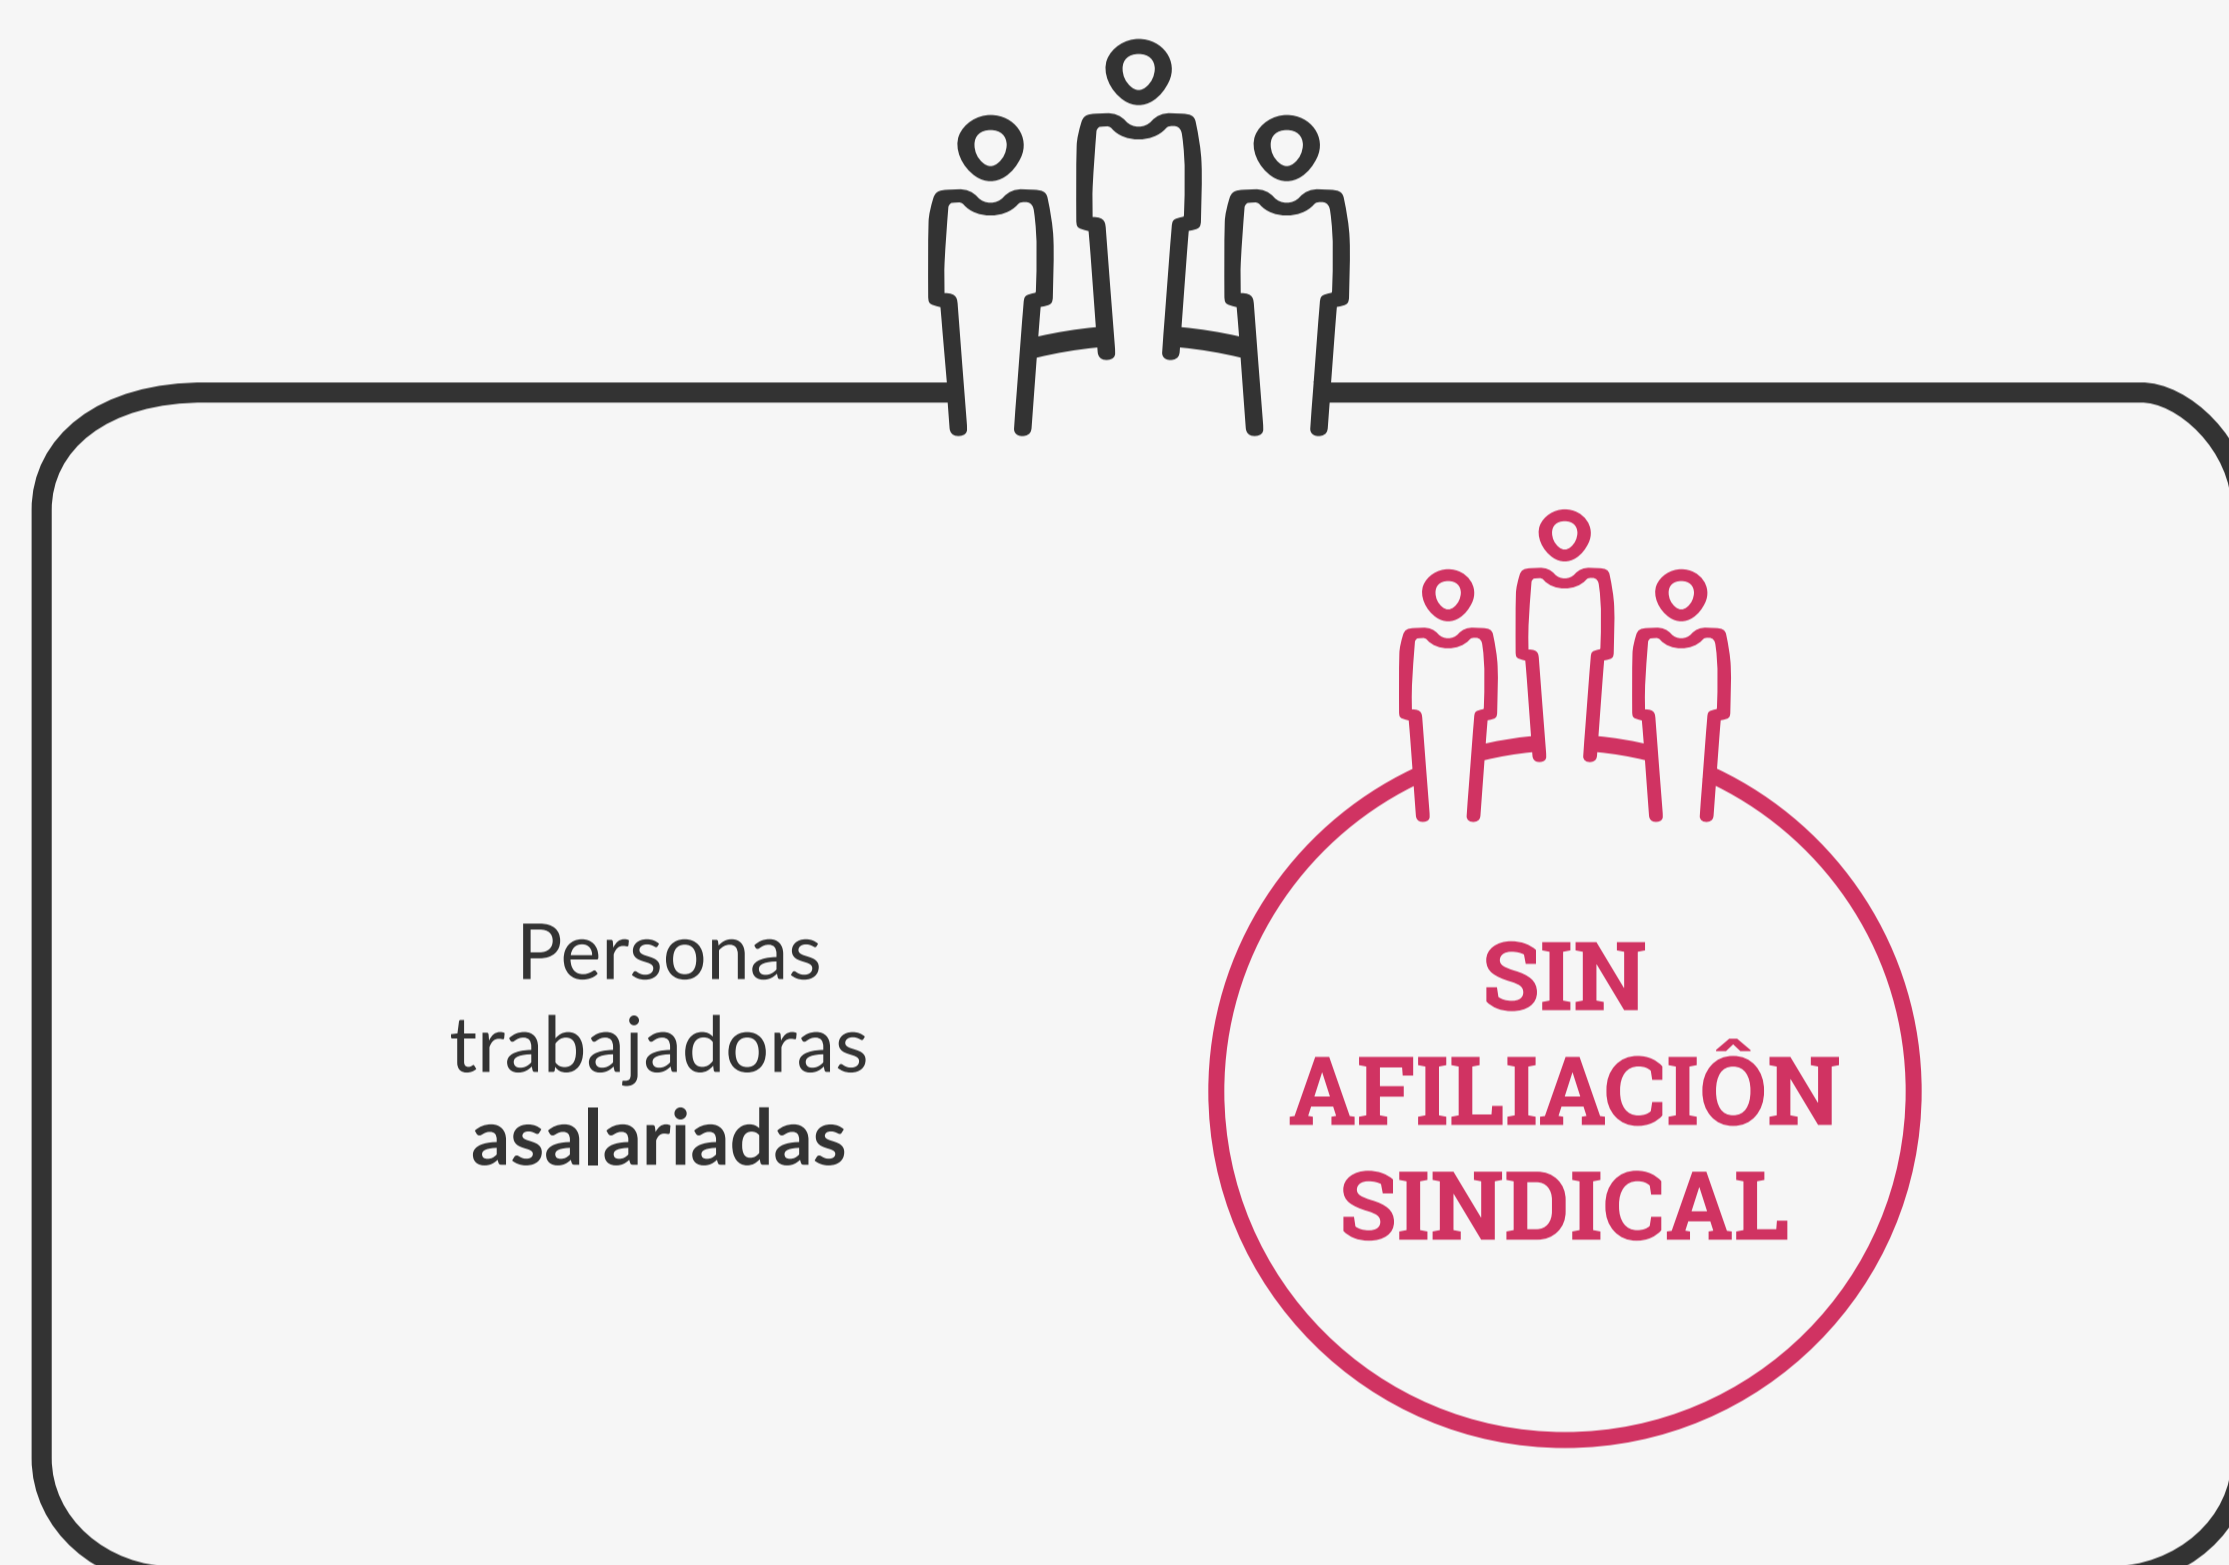 Personas
trabajadoras
asalariadas
SIN
AFILIACIÔN
SINDICAL